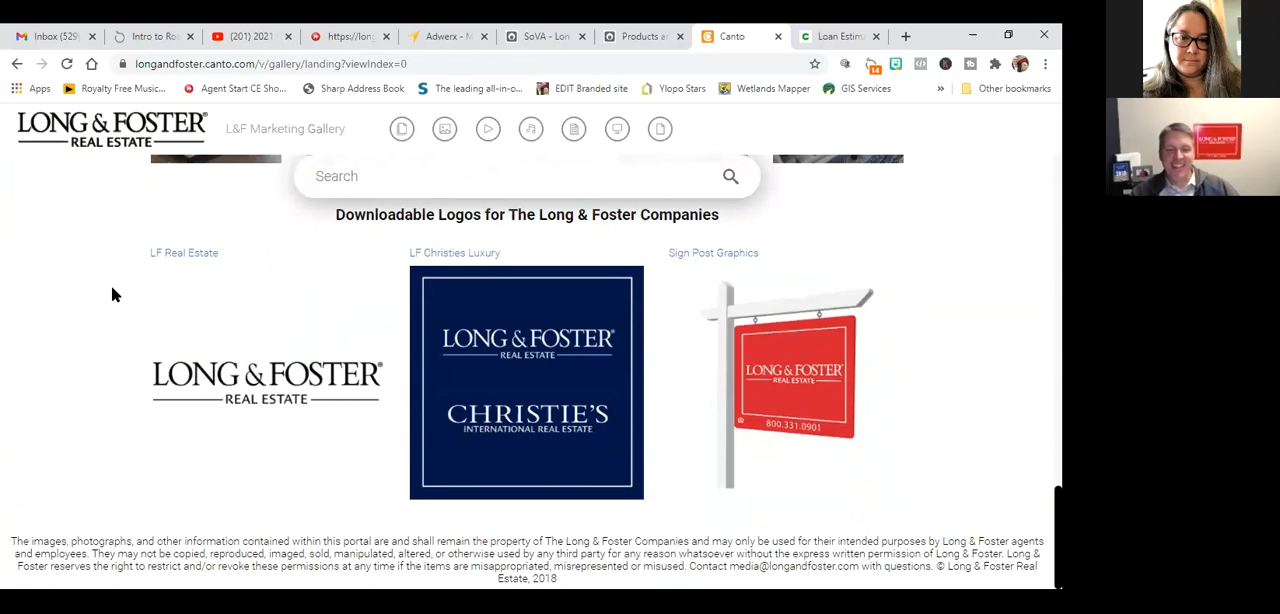 Inbox (529)
Intro to Ro
(201) 2021
https://long
Adwerx - M
SoVA - Lon
Products a
Canto
Loan Estim
longandfoster.canto.com/v/gallery/landing?viewIndex=0
14
Apps
Royalty Free Music...
Agent Start CE Sho...
Sharp Address Book
The leading all-in-o...
EDIT Branded site
Ylopo Stars
Wetlands Mapper
GIS Services
»
Other bookmarks
LONG & FOSTER®
REAL ESTATE
L&F Marketing Gallery
Search
Downloadable Logos for The Long & Foster Companies
LF Real Estate
LF Christies Luxury
Sign Post Graphics
LONG & FOSTER®
REAL ESTATE
LONG & FOSTER®
REAL ESTATE
CHRISTIE'S
INTERNATIONAL REAL ESTATE
LONG & FOSTER®
REAL ESTATE
800.331.0901
The images, photographs, and other information contained within this portal are and shall remain the property of The Long & Foster Companies and may only be used for their intended purposes by Long & Foster agents
and employees. They may not be copied, reproduced, imaged, sold, manipulated, altered, or otherwise used by any third party for any reason whatsoever without the express written permission of Long & Foster. Long &
Foster reserves the right to restrict and/or revoke these permissions at any time if the items are misappropriated, misrepresented or misused. Contact media@longandfoster.com with questions. © Long & Foster Real
Estate, 2018
LONG & FOSTER